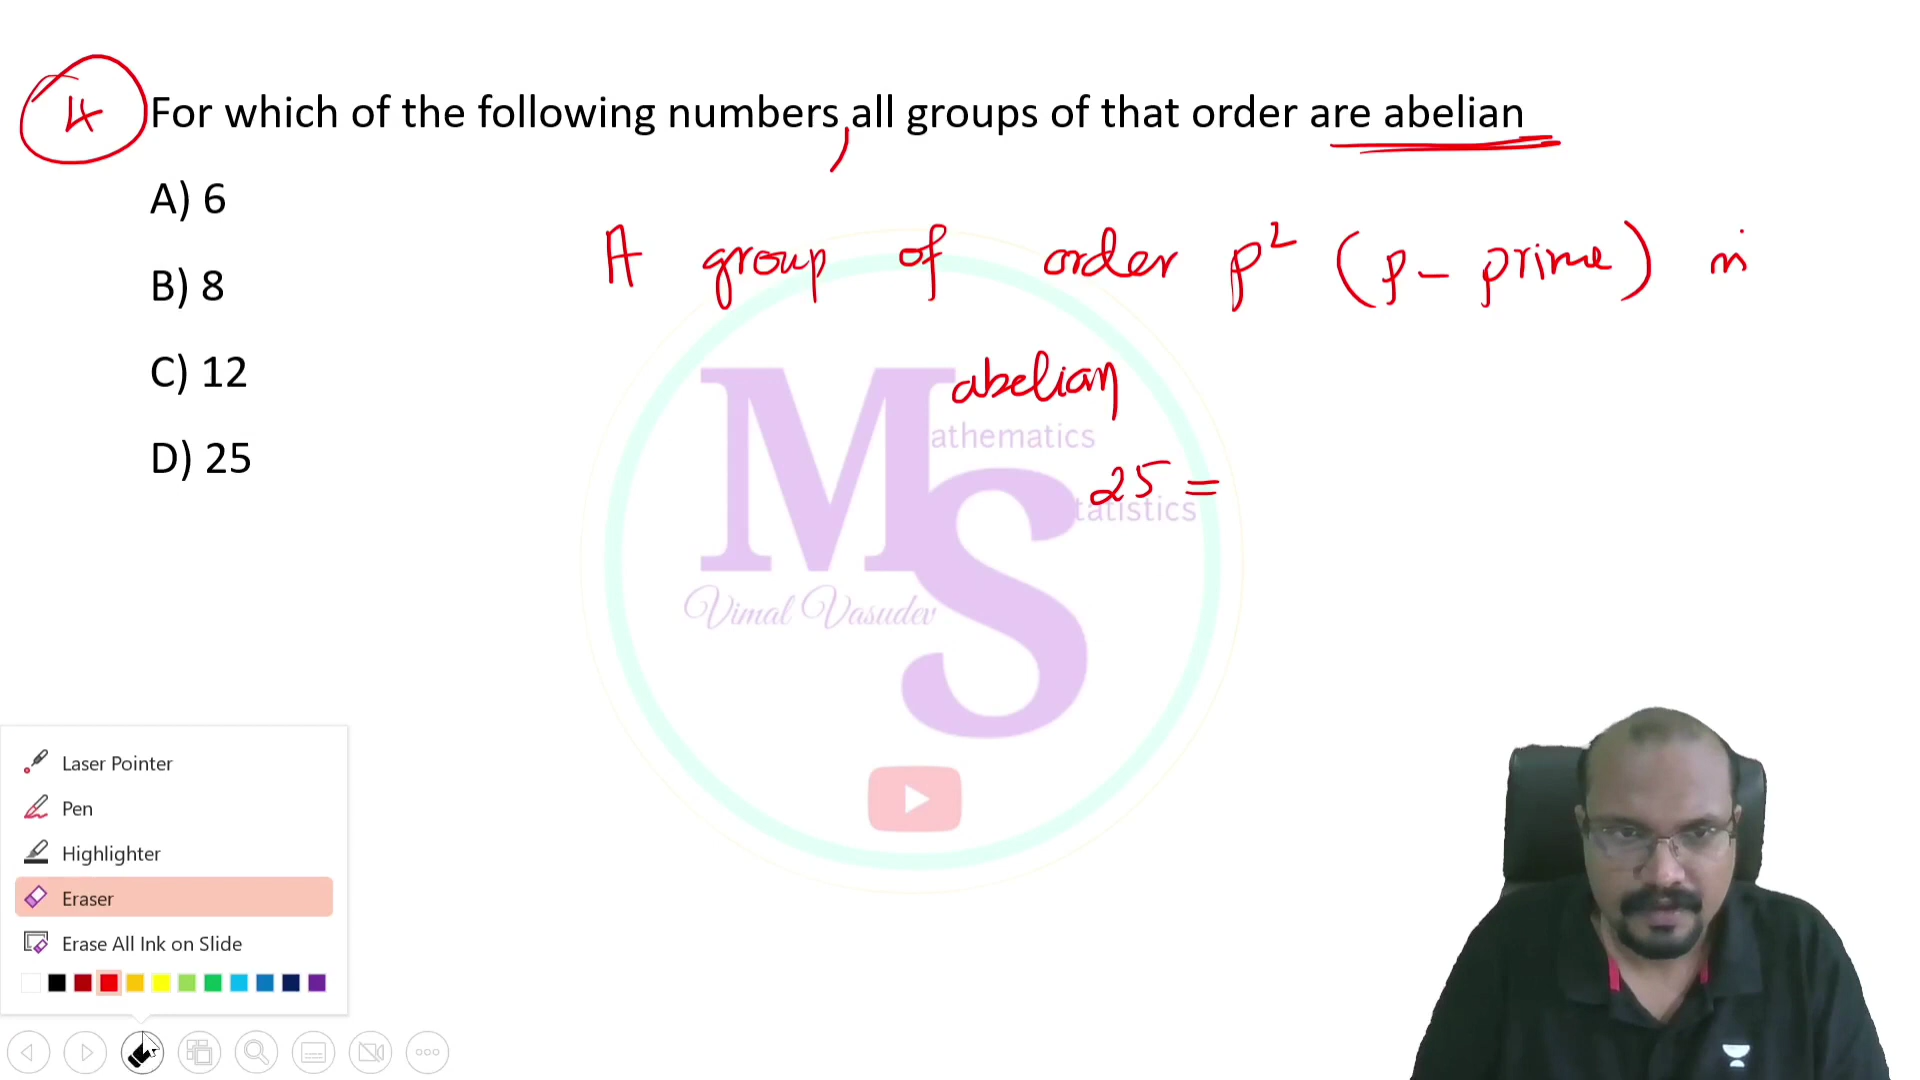 4 For which of the following numbers, all groups of that order are abelian
A) 6
B) 8
C) 12
D) 25
A group of order p² (p - prime) is
abelian
25 =
M athematics
S tatistics
Vimal Vasudev
Laser Pointer
Pen
Highlighter
Eraser
Erase All Ink on Slide